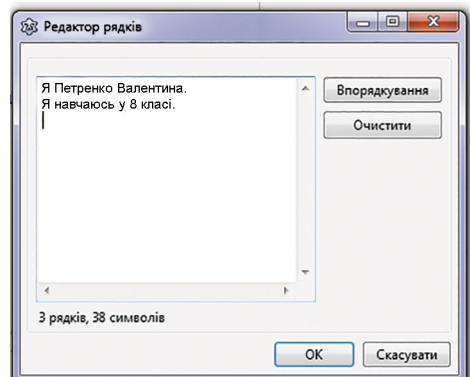 Редактор рядків
Я Петренко Валентина.
Я навчаюсь у 8 класі.
Впорядкування
Очистити
3 рядків, 38 символів
OK
Скасувати